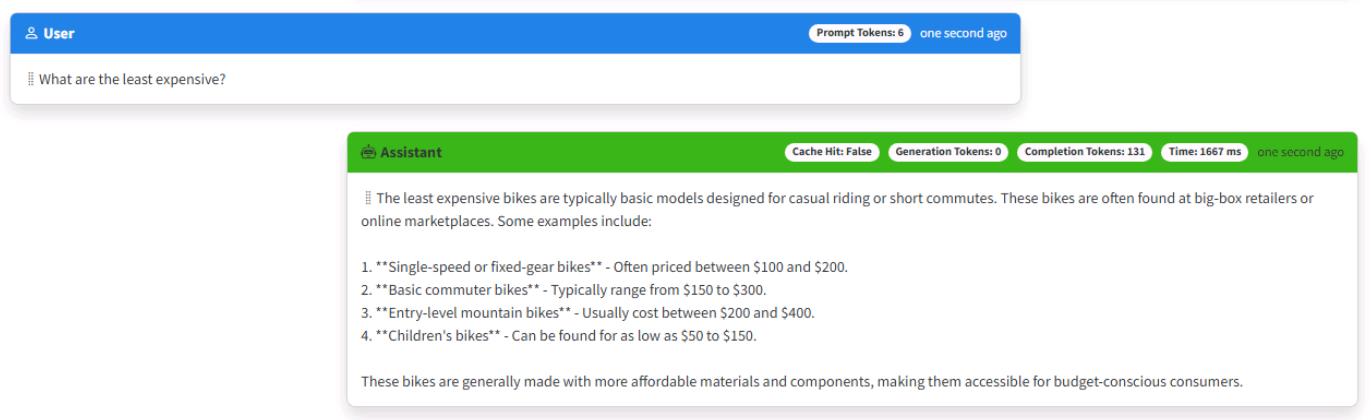 User
Prompt Tokens: 6
one second ago
What are the least expensive?
Assistant
Cache Hit: False
Generation Tokens: 0
Completion Tokens: 131
Time: 1667 ms
one second ago
The least expensive bikes are typically basic models designed for casual riding or short commutes. These bikes are often found at big-box retailers or
online marketplaces. Some examples include:
1. **Single-speed or fixed-gear bikes** - Often priced between $100 and $200.
2. **Basic commuter bikes** - Typically range from $150 to $300.
3. **Entry-level mountain bikes** - Usually cost between $200 and $400.
4. **Children's bikes** - Can be found for as low as $50 to $150.
These bikes are generally made with more affordable materials and components, making them accessible for budget-conscious consumers.